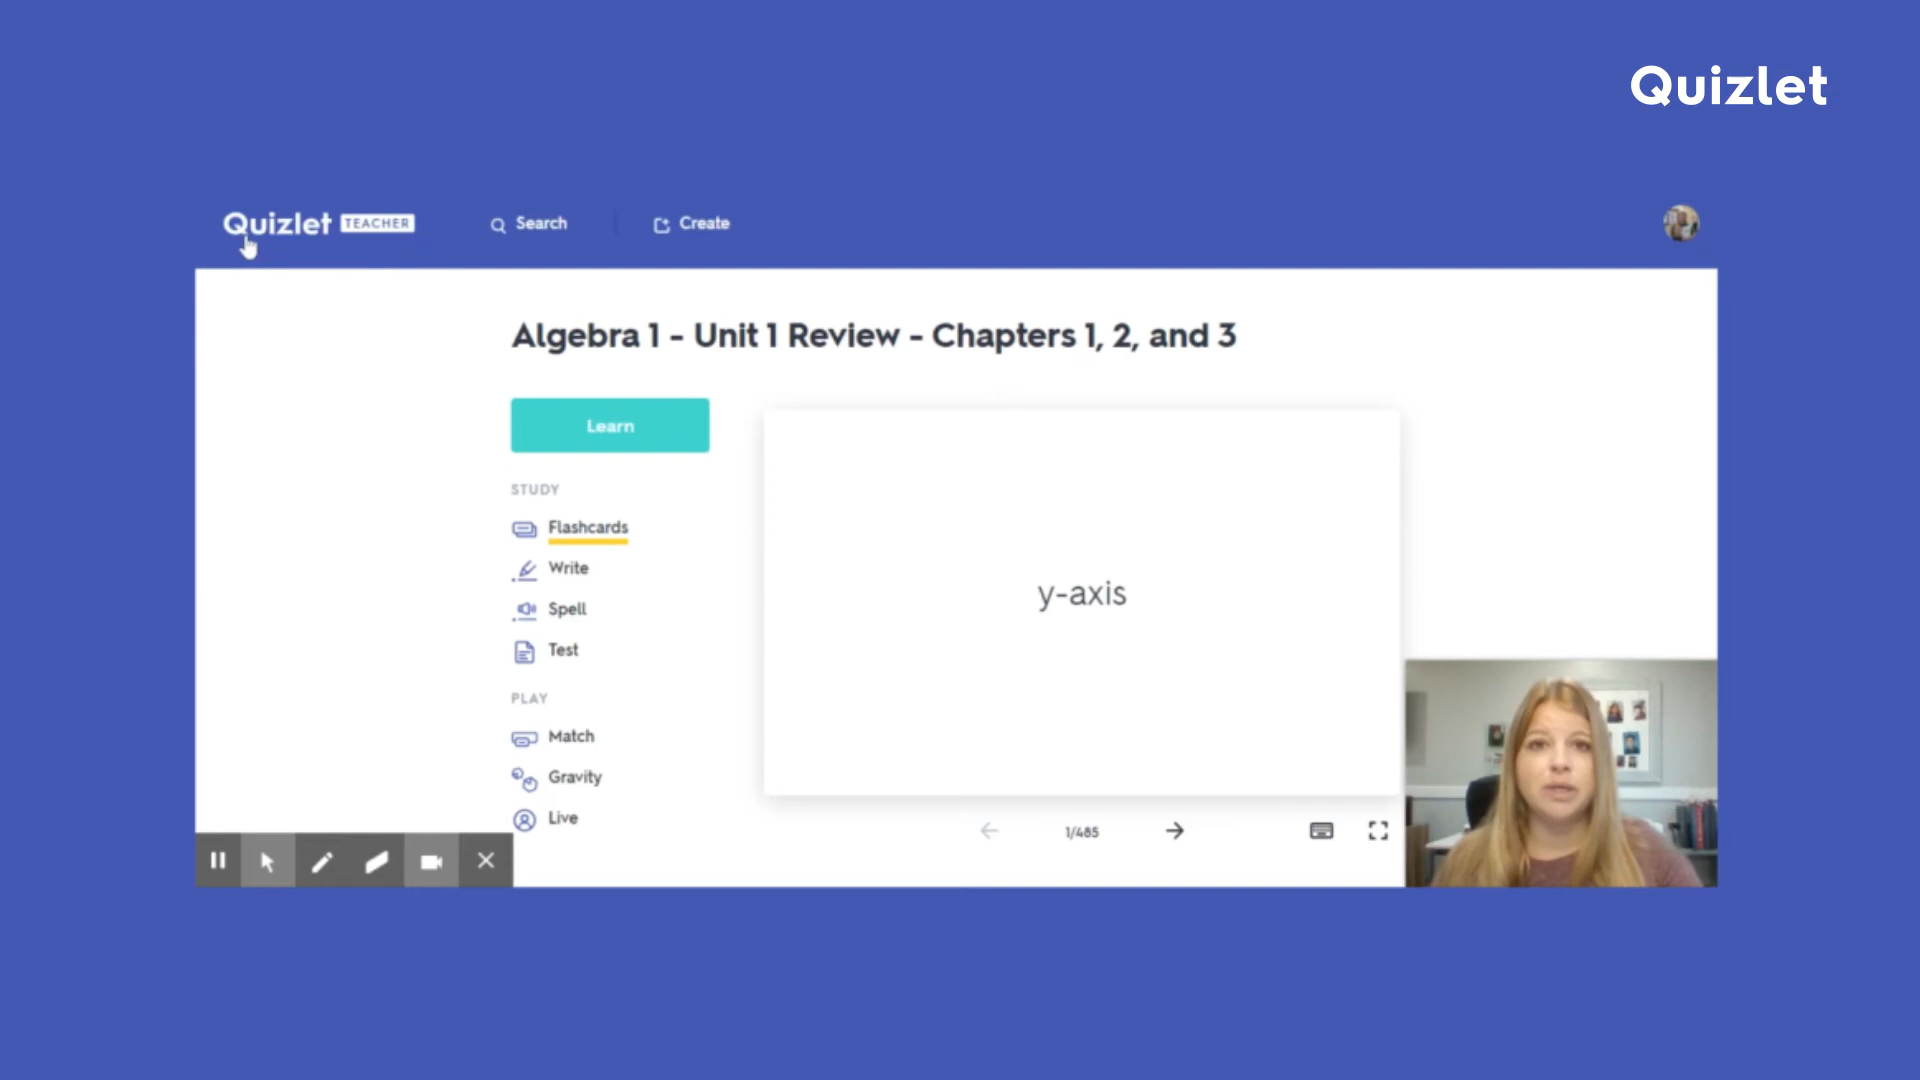 Quizlet
Quizlet TEACHER
Search
Create
Algebra 1 - Unit 1 Review - Chapters 1, 2, and 3
Learn
STUDY
Flashcards
Write
Spell
Test
PLAY
Match
Gravity
Live
y-axis
1/485